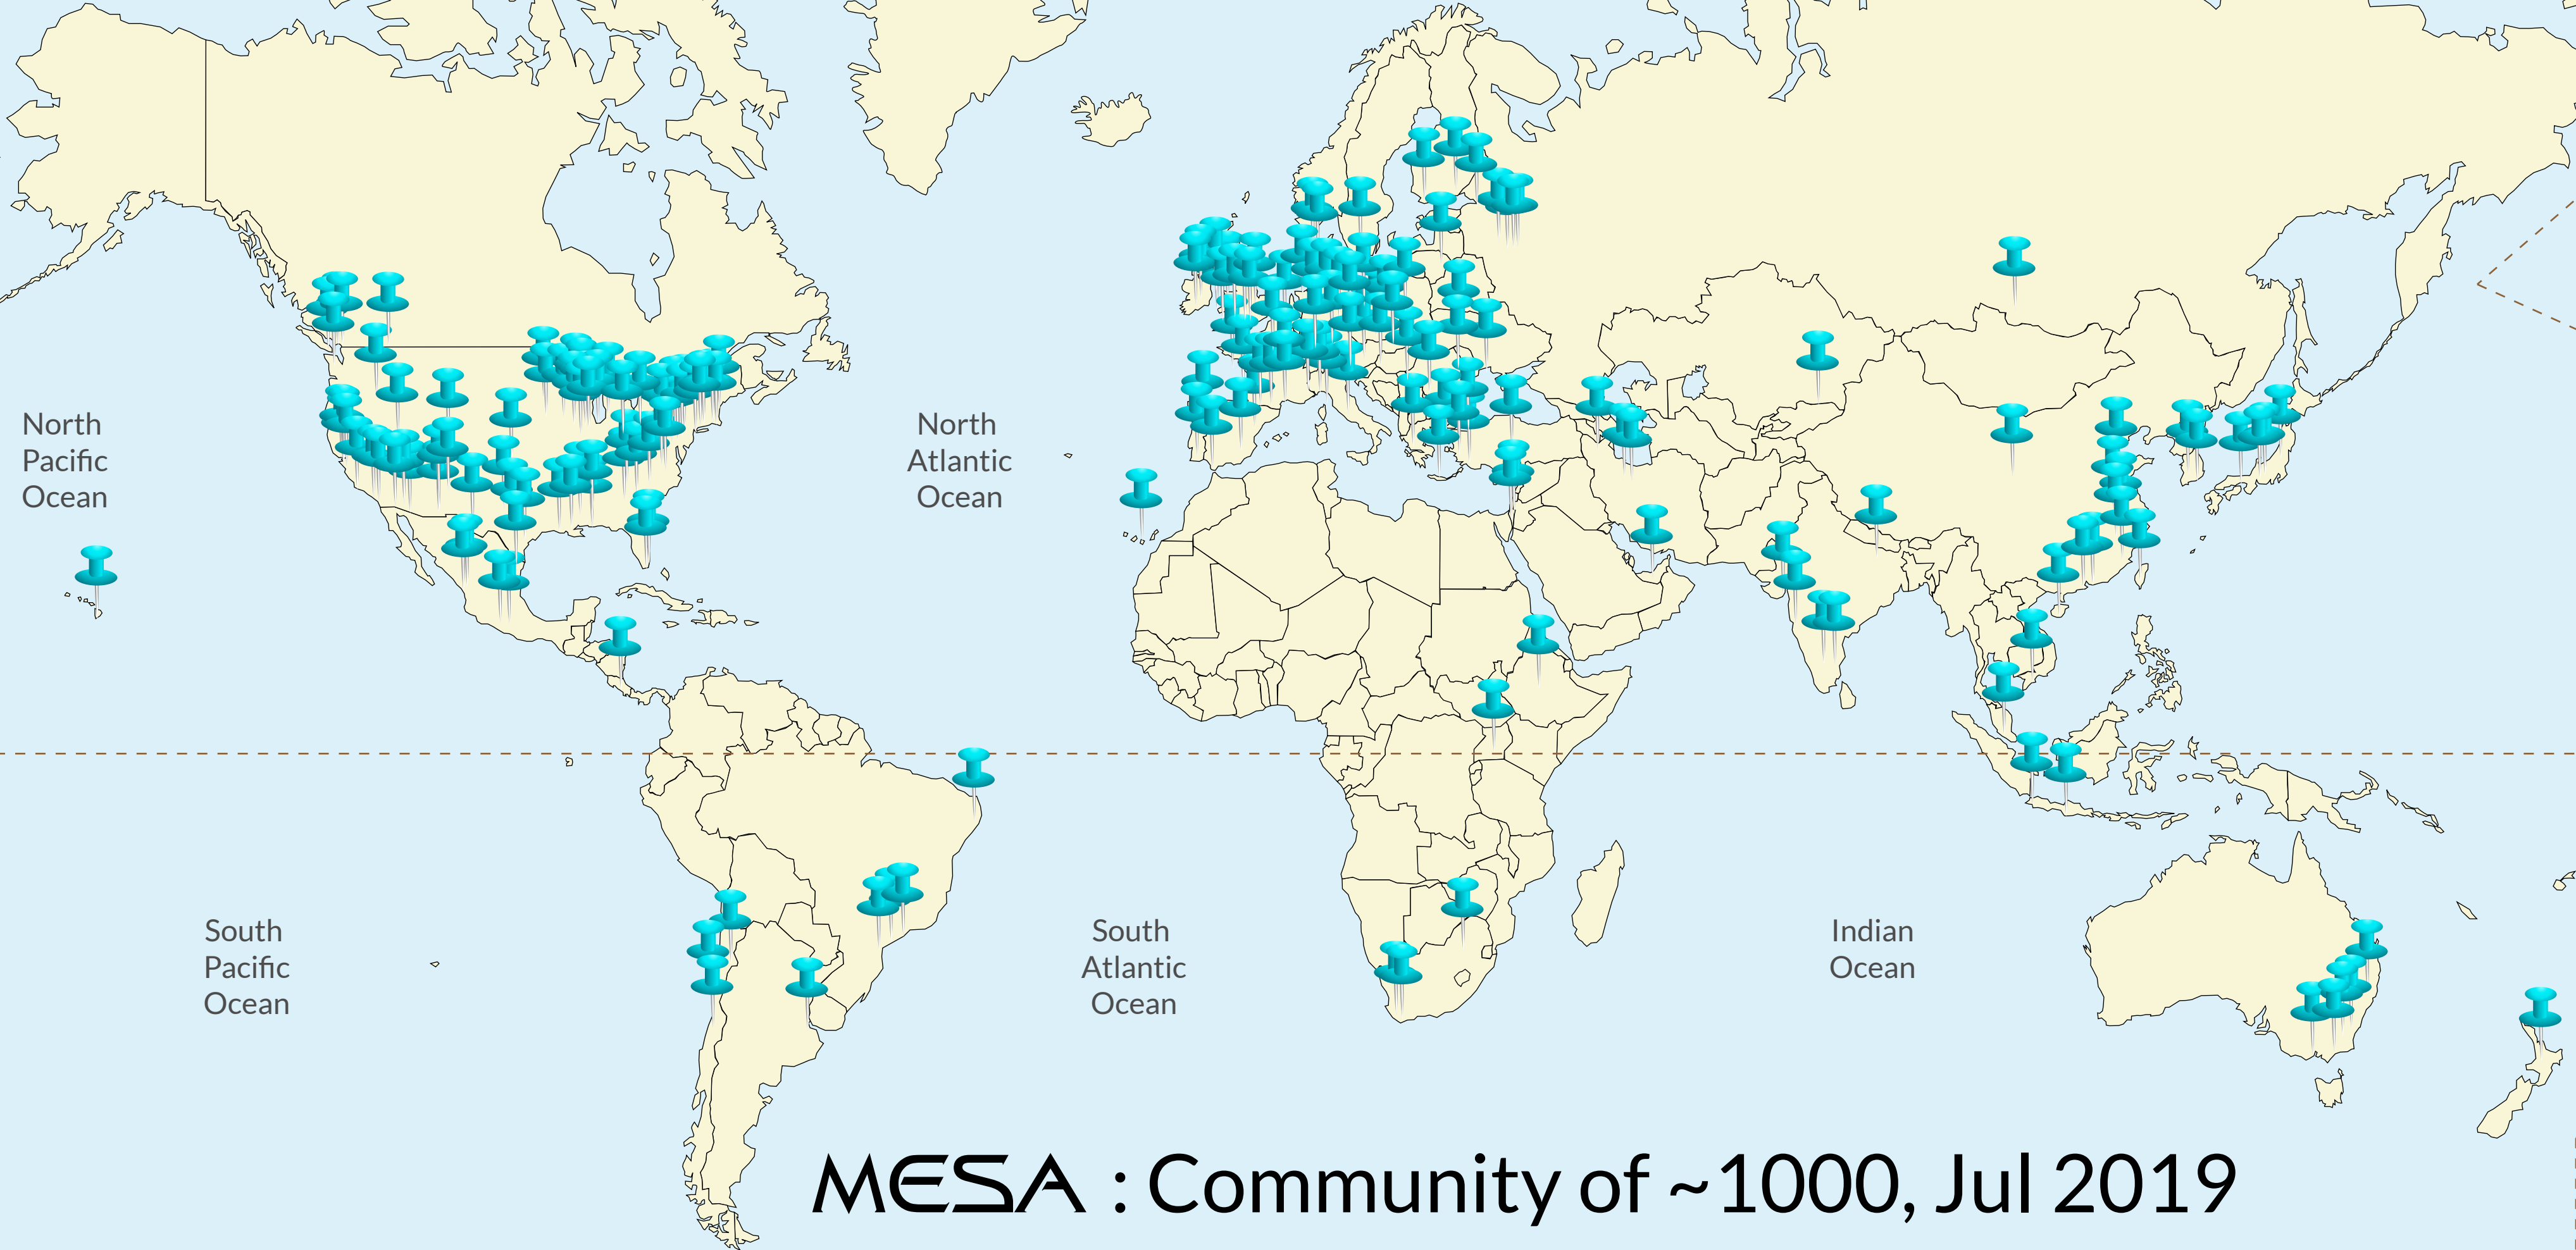 North
Pacific
Ocean
North
Atlantic
Ocean
South
Pacific
Ocean
South
Atlantic
Ocean
Indian
Ocean
MESA : Community of ~1000, Jul 2019